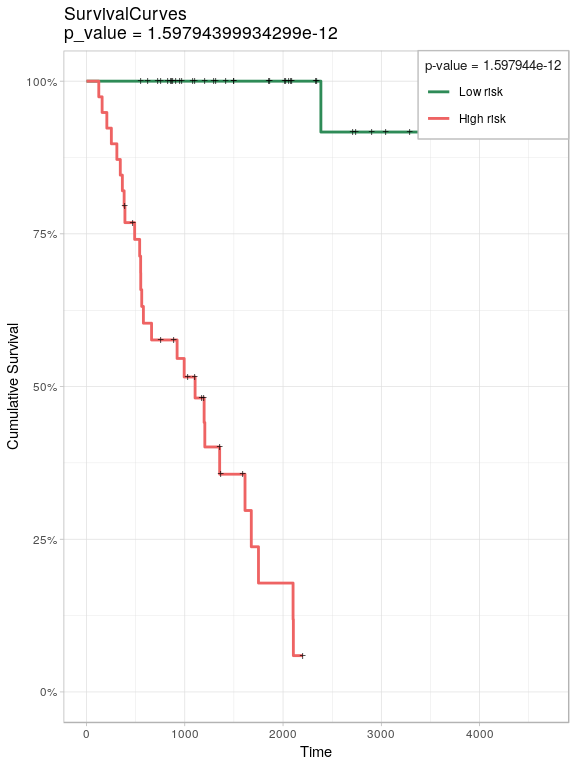 SurvivalCurves
p_value = 1.59794399934299e-12
p-value = 1.597944e-12
Low risk
High risk
100%
75%
50%
25%
0%
Cumulative Survival
0
1000
2000
3000
4000
Time